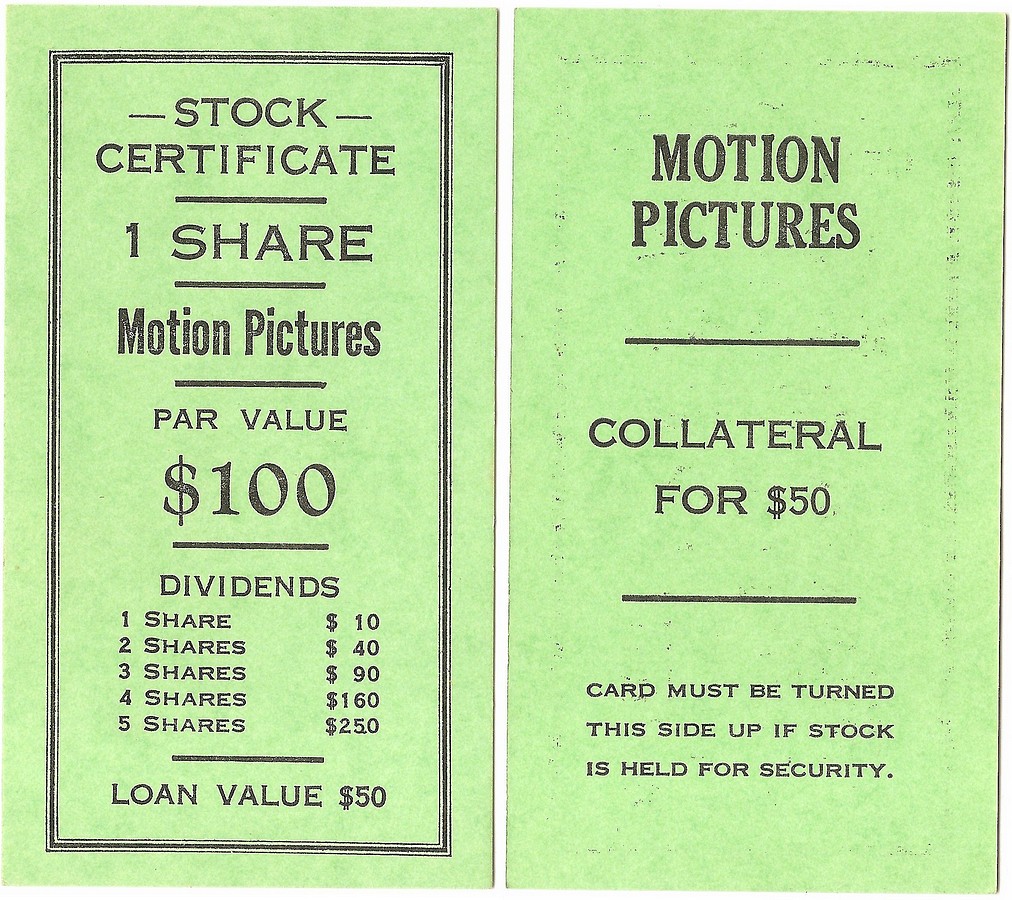 —STOCK—
CERTIFICATE
1 SHARE
Motion Pictures
PAR VALUE
$100
DIVIDENDS
1 SHARE $ 10
2 SHARES $ 40
3 SHARES $ 90
4 SHARES $160
5 SHARES $250
LOAN VALUE $50
MOTION
PICTURES
COLLATERAL
FOR $50
CARD MUST BE TURNED
THIS SIDE UP IF STOCK
IS HELD FOR SECURITY.